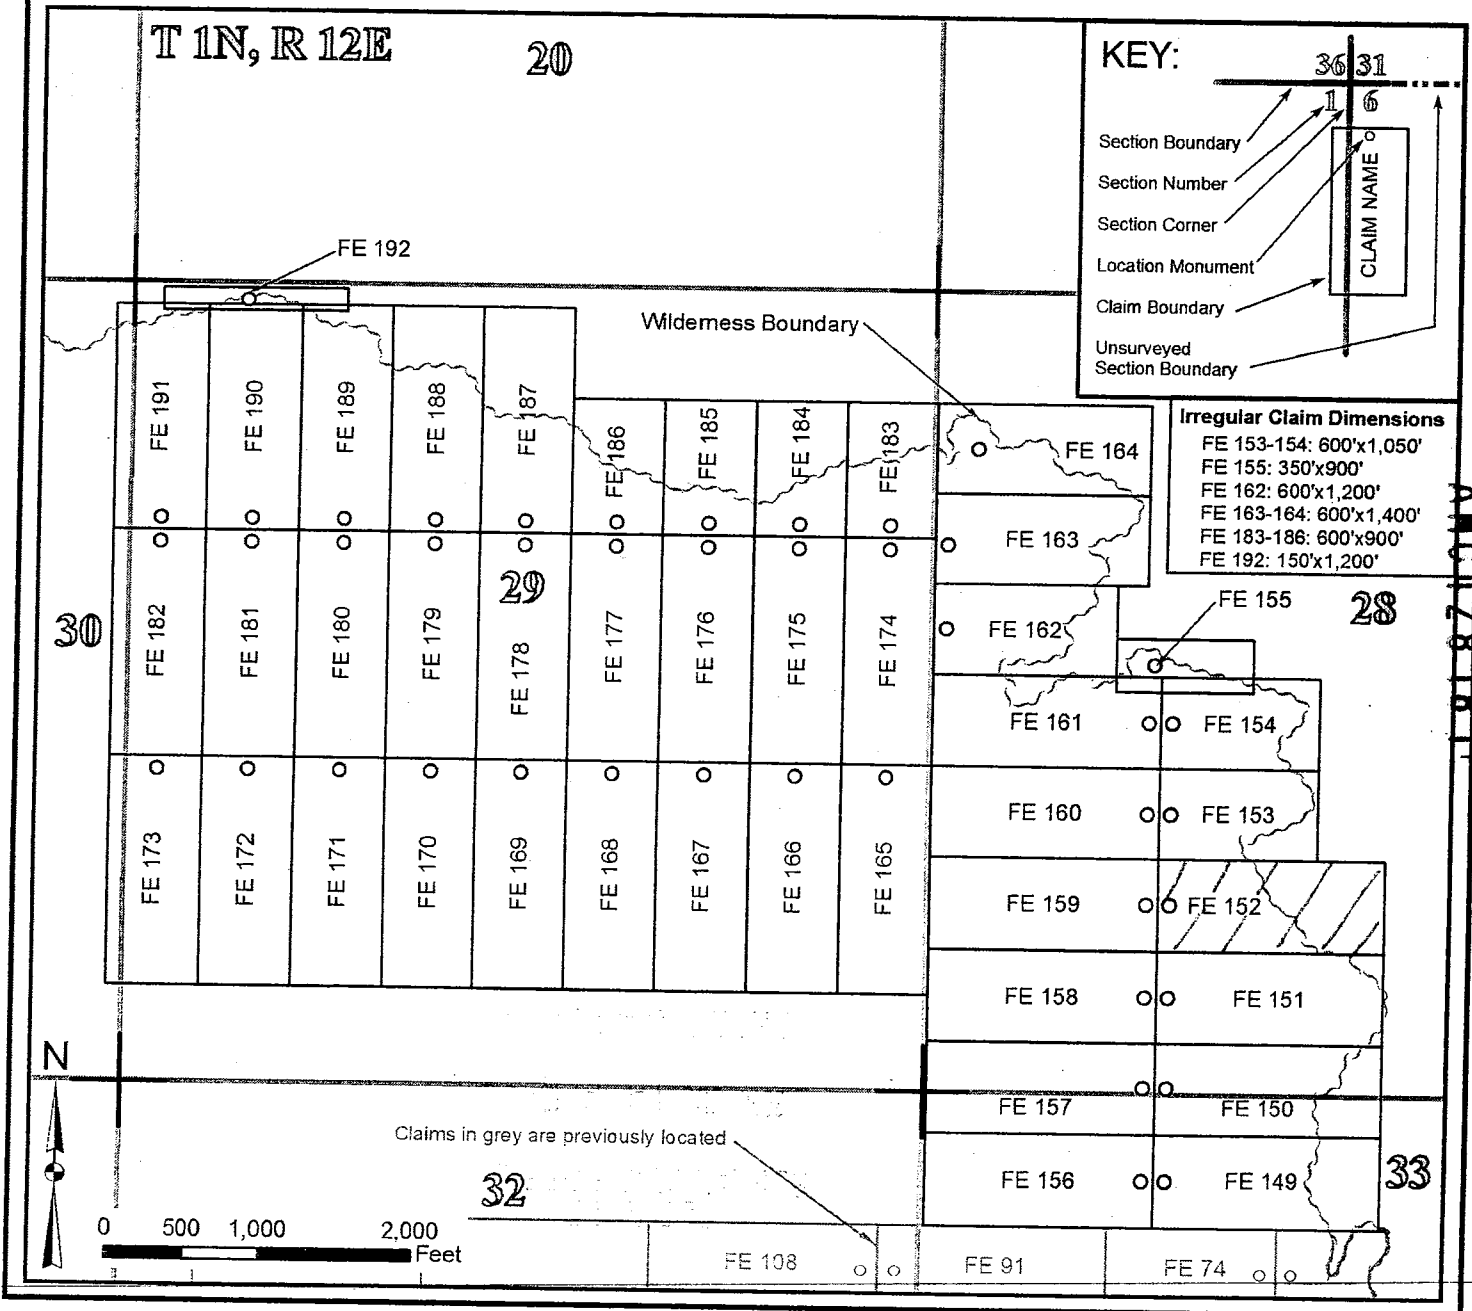 T 1N, R 12E
20
KEY:
36 31
1 6
Section Boundary
Section Number
Section Corner
Location Monument
Claim Boundary
Unsurveyed
Section Boundary
CLAIM NAME
FE 192
Wilderness Boundary
Irregular Claim Dimensions
FE 153-154: 600'x1,050'
FE 155: 350'x900'
FE 162: 600'x1,200'
FE 163-164: 600'x1,400'
FE 183-186: 600'x900'
FE 192: 150'x1,200'
FE 191
FE 190
FE 189
FE 188
FE 187
FE 186
FE 185
FE 184
FE 183
FE 164
FE 163
29
28
30
FE 155
FE 182
FE 181
FE 180
FE 179
FE 178
FE 177
FE 176
FE 175
FE 174
FE 162
FE 161
FE 154
FE 160
FE 153
FE 173
FE 172
FE 171
FE 170
FE 169
FE 168
FE 167
FE 166
FE 165
FE 159
FE 152
FE 158
FE 151
N
FE 157
FE 150
Claims in grey are previously located
32
FE 156
FE 149
33
0 500 1,000 2,000
Feet
FE 108
FE 91
FE 74